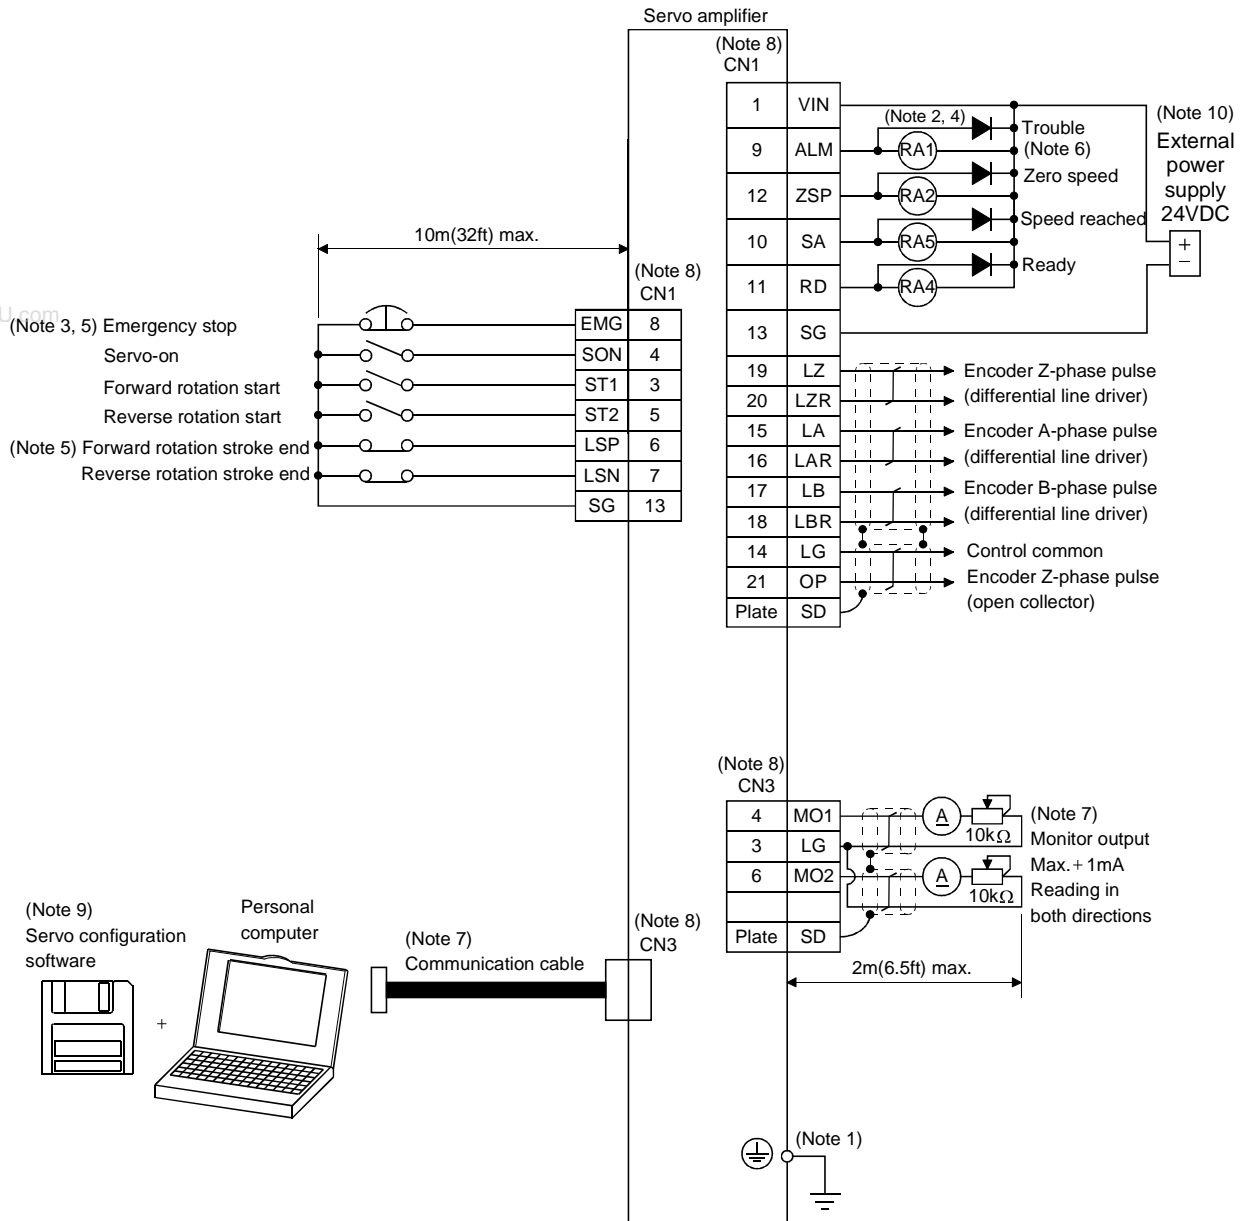 Servo amplifier
(Note 8)
CN1
1 VIN
9 ALM
12 ZSP
10 SA
11 RD
13 SG
19 LZ
20 LZR
15 LA
16 LAR
17 LB
18 LBR
14 LG
21 OP
Plate SD
(Note 2, 4)
RA1
RA2
RA5
RA4
Trouble
(Note 6)
Zero speed
Speed reached
Ready
(Note 10)
External
power
supply
24VDC
+
−
Encoder Z-phase pulse
(differential line driver)
Encoder A-phase pulse
(differential line driver)
Encoder B-phase pulse
(differential line driver)
Control common
Encoder Z-phase pulse
(open collector)
10m(32ft) max.
(Note 8)
CN1
U.com
(Note 3, 5) Emergency stop
Servo-on
Forward rotation start
Reverse rotation start
(Note 5) Forward rotation stroke end
Reverse rotation stroke end
EMG 8
SON 4
ST1 3
ST2 5
LSP 6
LSN 7
SG 13
(Note 8)
CN3
4 MO1
3 LG
6 MO2
Plate SD
A
10kΩ
A
10kΩ
(Note 7)
Monitor output
Max.+1mA
Reading in
both directions
2m(6.5ft) max.
(Note 9)
Servo configuration
software
+
Personal
computer
(Note 7)
Communication cable
(Note 8)
CN3
(Note 1)